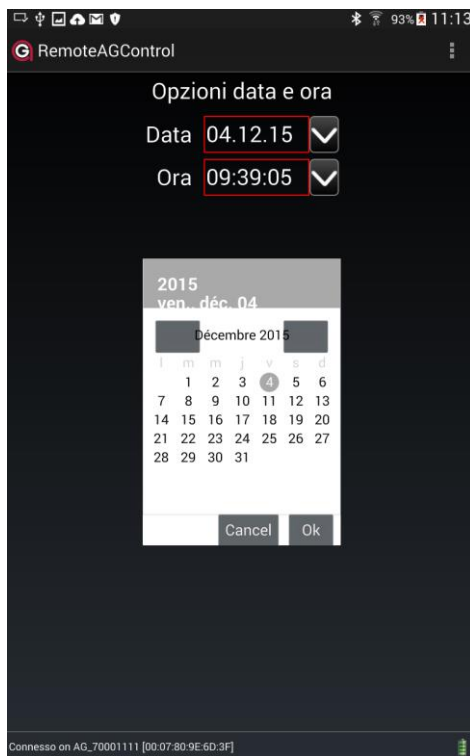 93% 11:13
RemoteAGControl
Opzioni data e ora
Data 04.12.15
Ora 09:39:05
2015
ven., déc. 04
Décembre 2015
l m m j v s d
1 2 3 4 5 6
7 8 9 10 11 12 13
14 15 16 17 18 19 20
21 22 23 24 25 26 27
28 29 30 31
Cancel Ok
Connesso on AG_70001111 [00:07:80:9E:6D:3F]